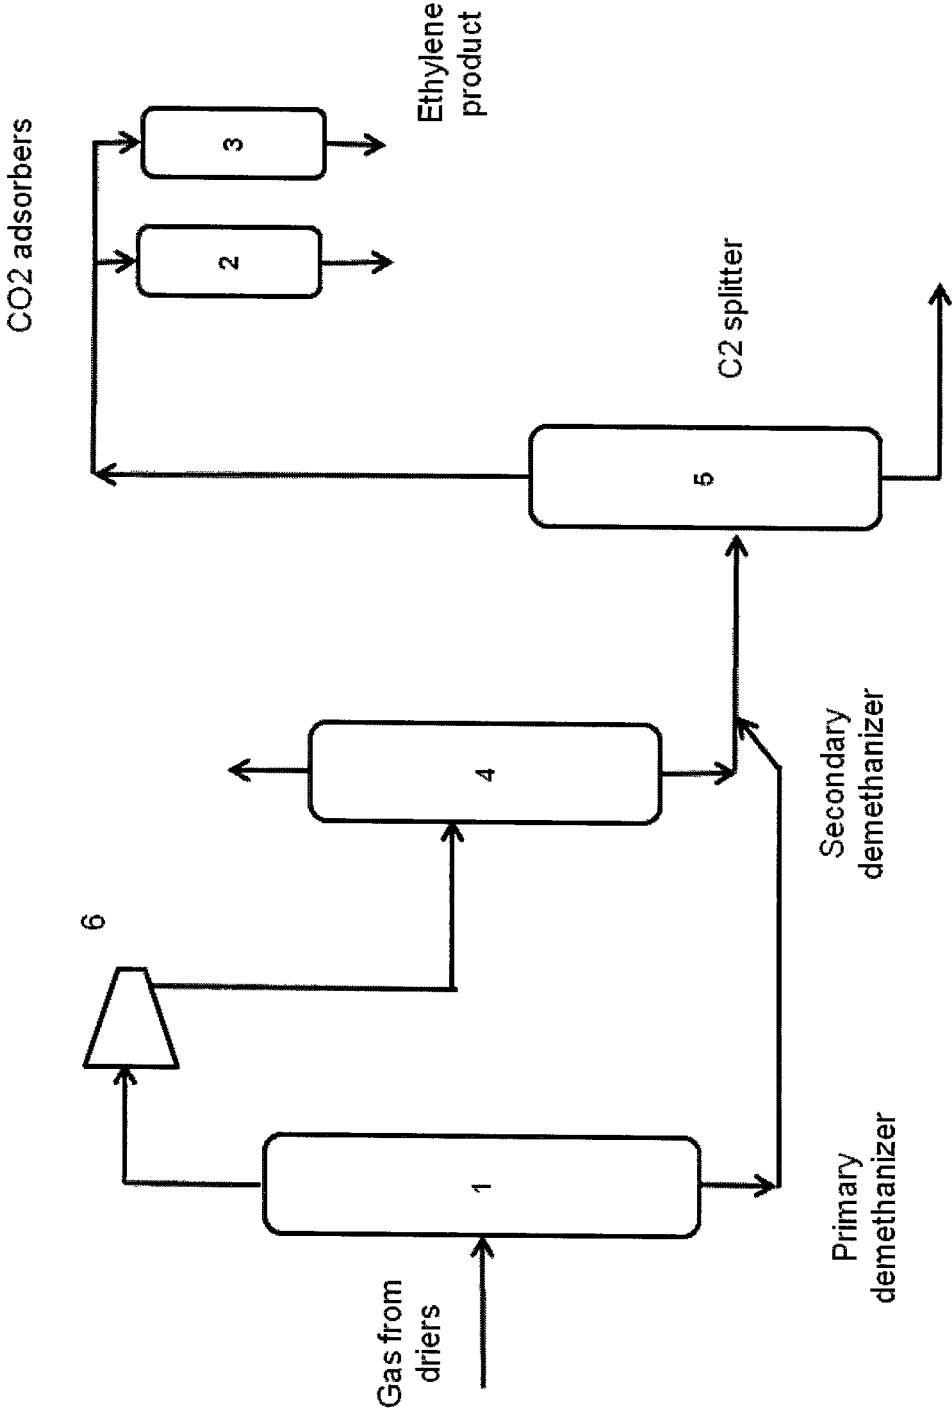 CO2 adsorbers
3
2
Ethylene
product
6
C2 splitter
5
4
1
Gas from
driers
Primary
demethanizer
Secondary
demethanizer